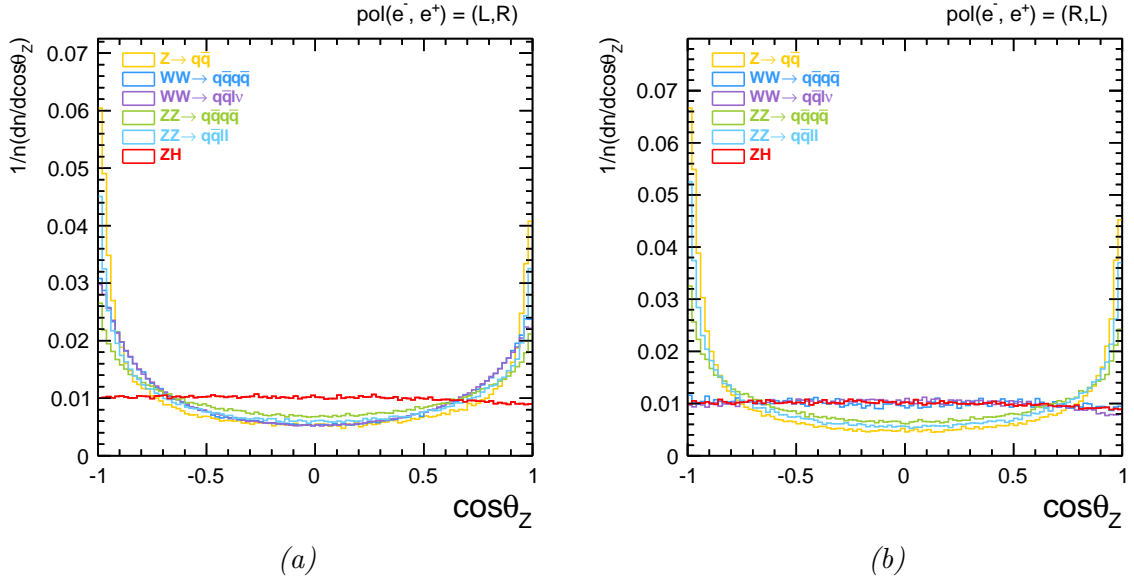 pol(e⁻, e⁺) = (L,R)
1/n(dn/dcosθ_Z)
0.07
0.06
0.05
0.04
0.03
0.02
0.01
0
Z→ qq̅
WW→ qq̅qq̅
WW→ qq̅lν
ZZ→ qq̅qq̅
ZZ→ qq̅ll
ZH
-1 -0.5 0 0.5 1
cosθ_Z
(a)
pol(e⁻, e⁺) = (R,L)
1/n(dn/dcosθ_Z)
0.07
0.06
0.05
0.04
0.03
0.02
0.01
0
Z→ qq̅
WW→ qq̅qq̅
WW→ qq̅lν
ZZ→ qq̅qq̅
ZZ→ qq̅ll
ZH
-1 -0.5 0 0.5 1
cosθ_Z
(b)